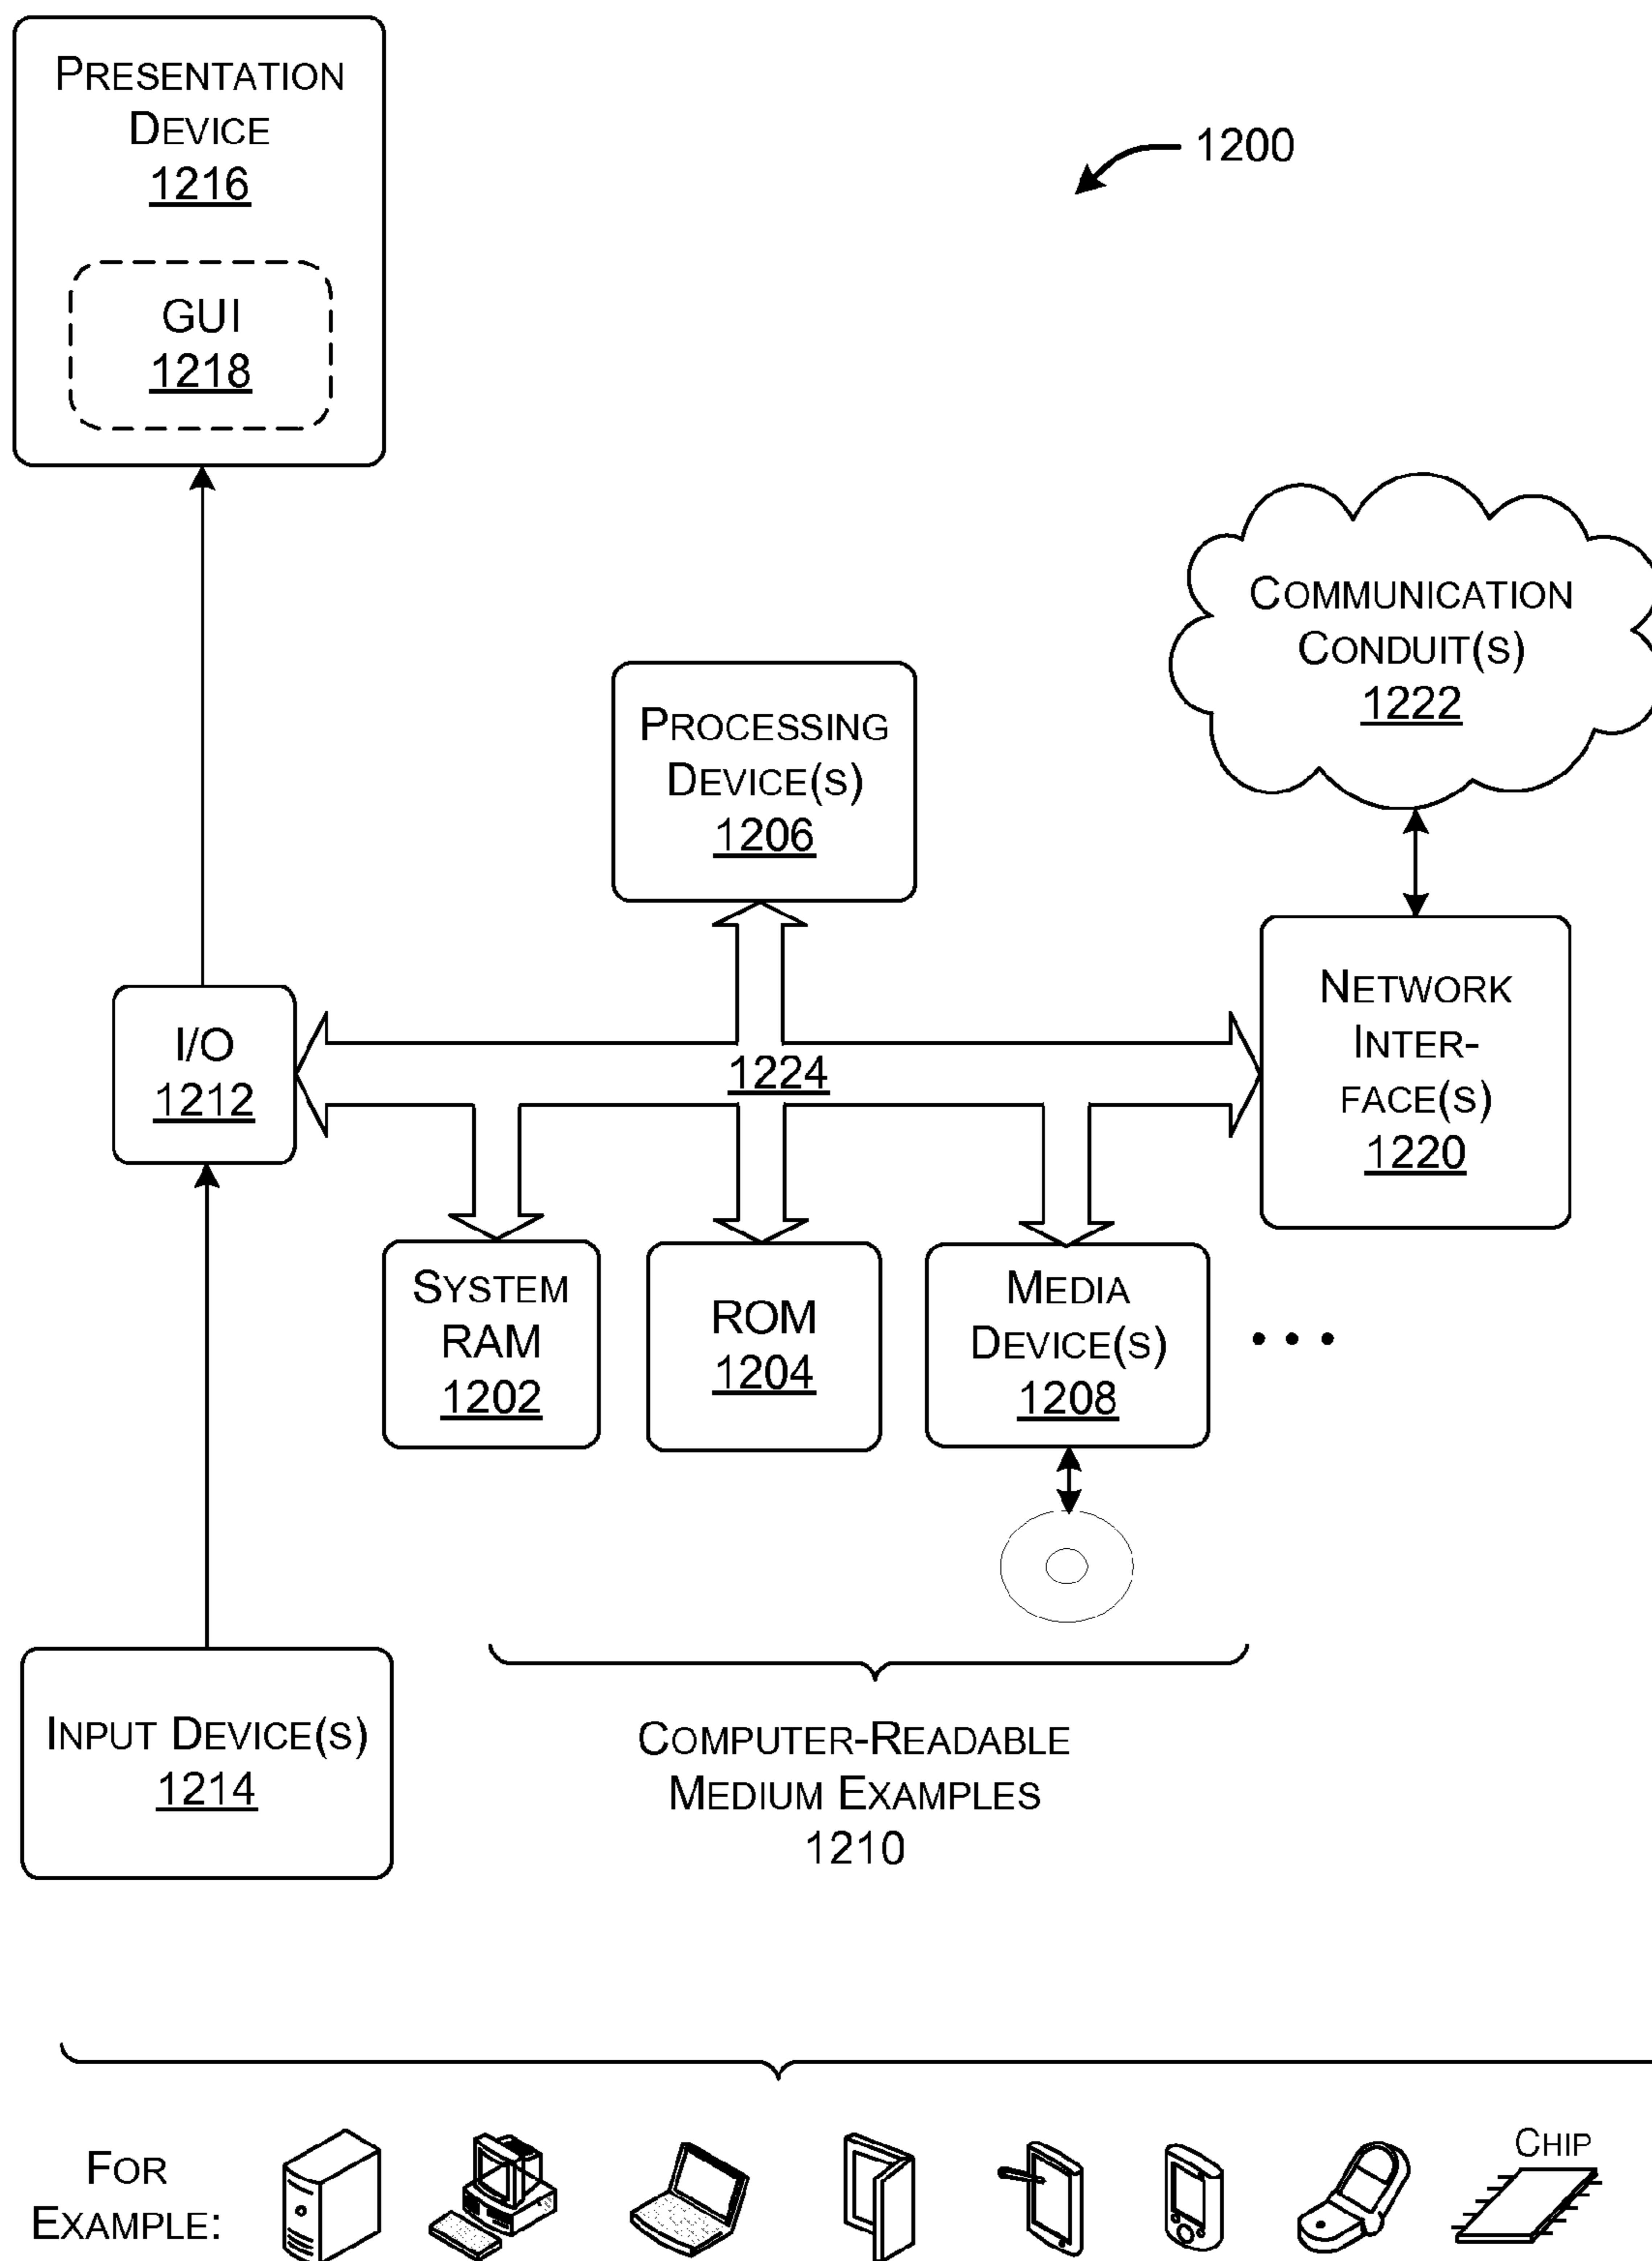 PRESENTATION
DEVICE
1216
GUI
1218
1200
COMMUNICATION
CONDUIT(S)
1222
PROCESSING
DEVICE(S)
1206
NETWORK
INTER-
FACE(S)
1220
I/O
1212
1224
SYSTEM
RAM
1202
ROM
1204
MEDIA
DEVICE(S)
1208
• • •
INPUT DEVICE(S)
1214
COMPUTER-READABLE
MEDIUM EXAMPLES
1210
FOR
EXAMPLE:
CHIP